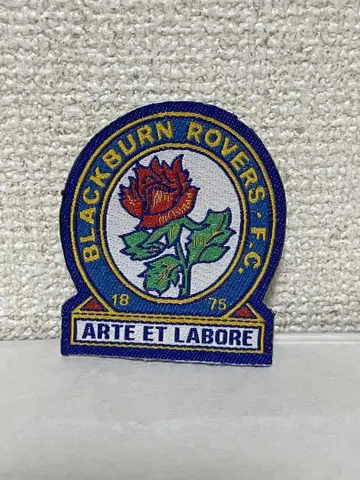 BLACKBURN ROVERS · F.C.
18 75
ARTE ET LABORE